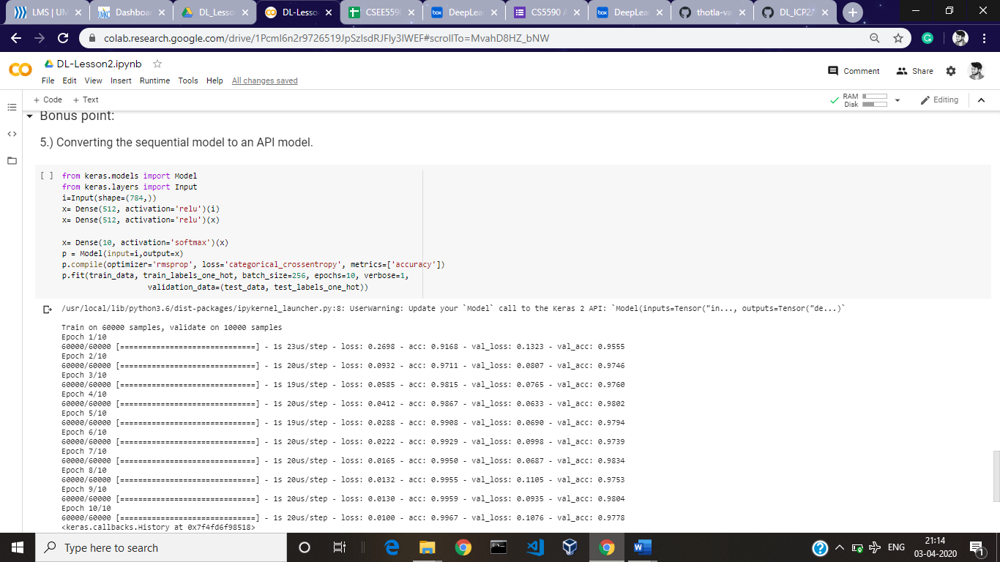 LMS | UM
Dashboa
DL_Lesso
DL-Lesso
CSEE559
DeepLea
CS5590 A
DeepLea
thotla-va
DL_ICP2/
colab.research.google.com/drive/1PcmI6n2r9726519JpSzIsdRJFIy3IWEF#scrollTo=MvahD8HZ_bNW
DL-Lesson2.ipynb
File Edit View Insert Runtime Tools Help All changes saved
Comment Share
+ Code + Text
RAM
Disk
Editing
Bonus point:
5.) Converting the sequential model to an API model.
[ ] from keras.models import Model
from keras.layers import Input
i=Input(shape=(784,))
x= Dense(512, activation='relu')(i)
x= Dense(512, activation='relu')(x)
x= Dense(10, activation='softmax')(x)
p = Model(input=i,output=x)
p.compile(optimizer='rmsprop', loss='categorical_crossentropy', metrics=['accuracy'])
p.fit(train_data, train_labels_one_hot, batch_size=256, epochs=10, verbose=1,
validation_data=(test_data, test_labels_one_hot))
/usr/local/lib/python3.6/dist-packages/ipykernel_launcher.py:8: UserWarning: Update your `Model` call to the Keras 2 API: `Model(inputs=Tensor("in..., outputs=Tensor("de...)`
Train on 60000 samples, validate on 10000 samples
Epoch 1/10
60000/60000 [==============================] - 1s 23us/step - loss: 0.2698 - acc: 0.9168 - val_loss: 0.1323 - val_acc: 0.9555
Epoch 2/10
60000/60000 [==============================] - 1s 20us/step - loss: 0.0932 - acc: 0.9711 - val_loss: 0.0807 - val_acc: 0.9746
Epoch 3/10
60000/60000 [==============================] - 1s 19us/step - loss: 0.0585 - acc: 0.9815 - val_loss: 0.0765 - val_acc: 0.9760
Epoch 4/10
60000/60000 [==============================] - 1s 20us/step - loss: 0.0412 - acc: 0.9867 - val_loss: 0.0633 - val_acc: 0.9802
Epoch 5/10
60000/60000 [==============================] - 1s 19us/step - loss: 0.0288 - acc: 0.9908 - val_loss: 0.0690 - val_acc: 0.9794
Epoch 6/10
60000/60000 [==============================] - 1s 20us/step - loss: 0.0222 - acc: 0.9929 - val_loss: 0.0998 - val_acc: 0.9739
Epoch 7/10
60000/60000 [==============================] - 1s 20us/step - loss: 0.0165 - acc: 0.9950 - val_loss: 0.0687 - val_acc: 0.9834
Epoch 8/10
60000/60000 [==============================] - 1s 20us/step - loss: 0.0132 - acc: 0.9955 - val_loss: 0.1105 - val_acc: 0.9753
Epoch 9/10
60000/60000 [==============================] - 1s 20us/step - loss: 0.0130 - acc: 0.9959 - val_loss: 0.0935 - val_acc: 0.9804
Epoch 10/10
60000/60000 [==============================] - 1s 20us/step - loss: 0.0100 - acc: 0.9967 - val_loss: 0.1076 - val_acc: 0.9778
<keras.callbacks.History at 0x7f4fd6f98518>
Type here to search
ENG
21:14
03-04-2020
1